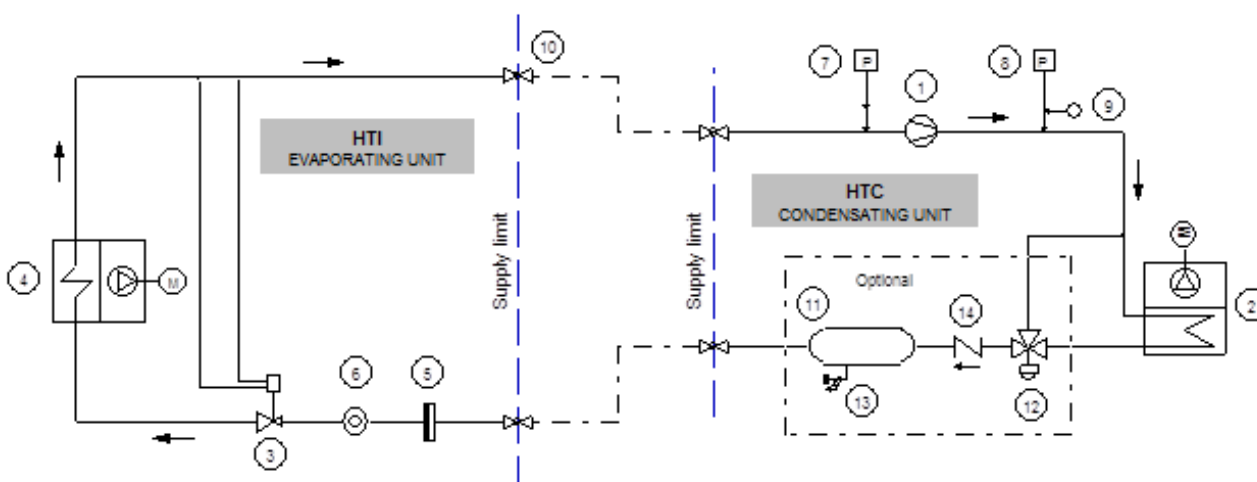 10
7
P
8
P
1
9
HTI
EVAPORATING UNIT
HTC
CONDENSATING UNIT
Supply limit
Supply limit
4
M
M
2
Optional
11
14
6
5
13
12
3